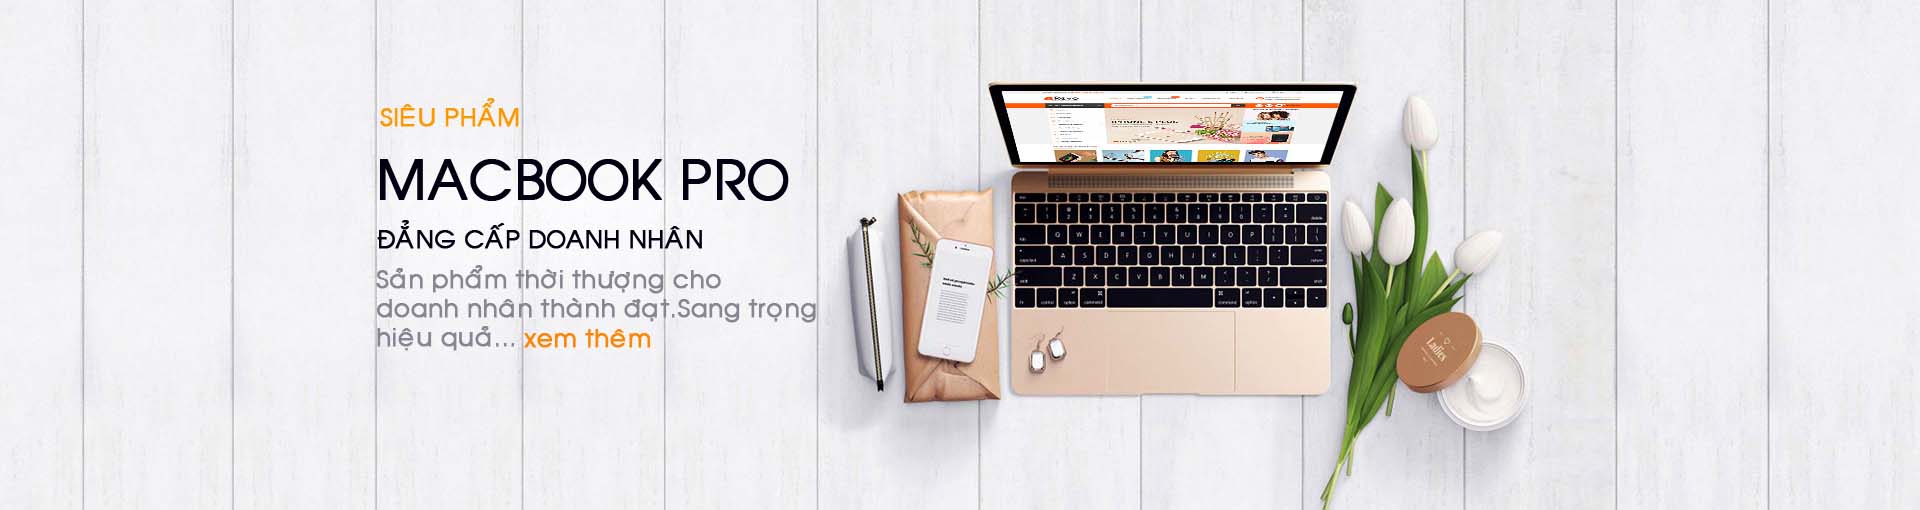 SIÊU PHẨM
MACBOOK PRO
ĐẲNG CẤP DOANH NHÂN
Sản phẩm thời thượng cho
doanh nhân thành đạt.Sang trọng
hiệu quả... xem thêm
Ladies